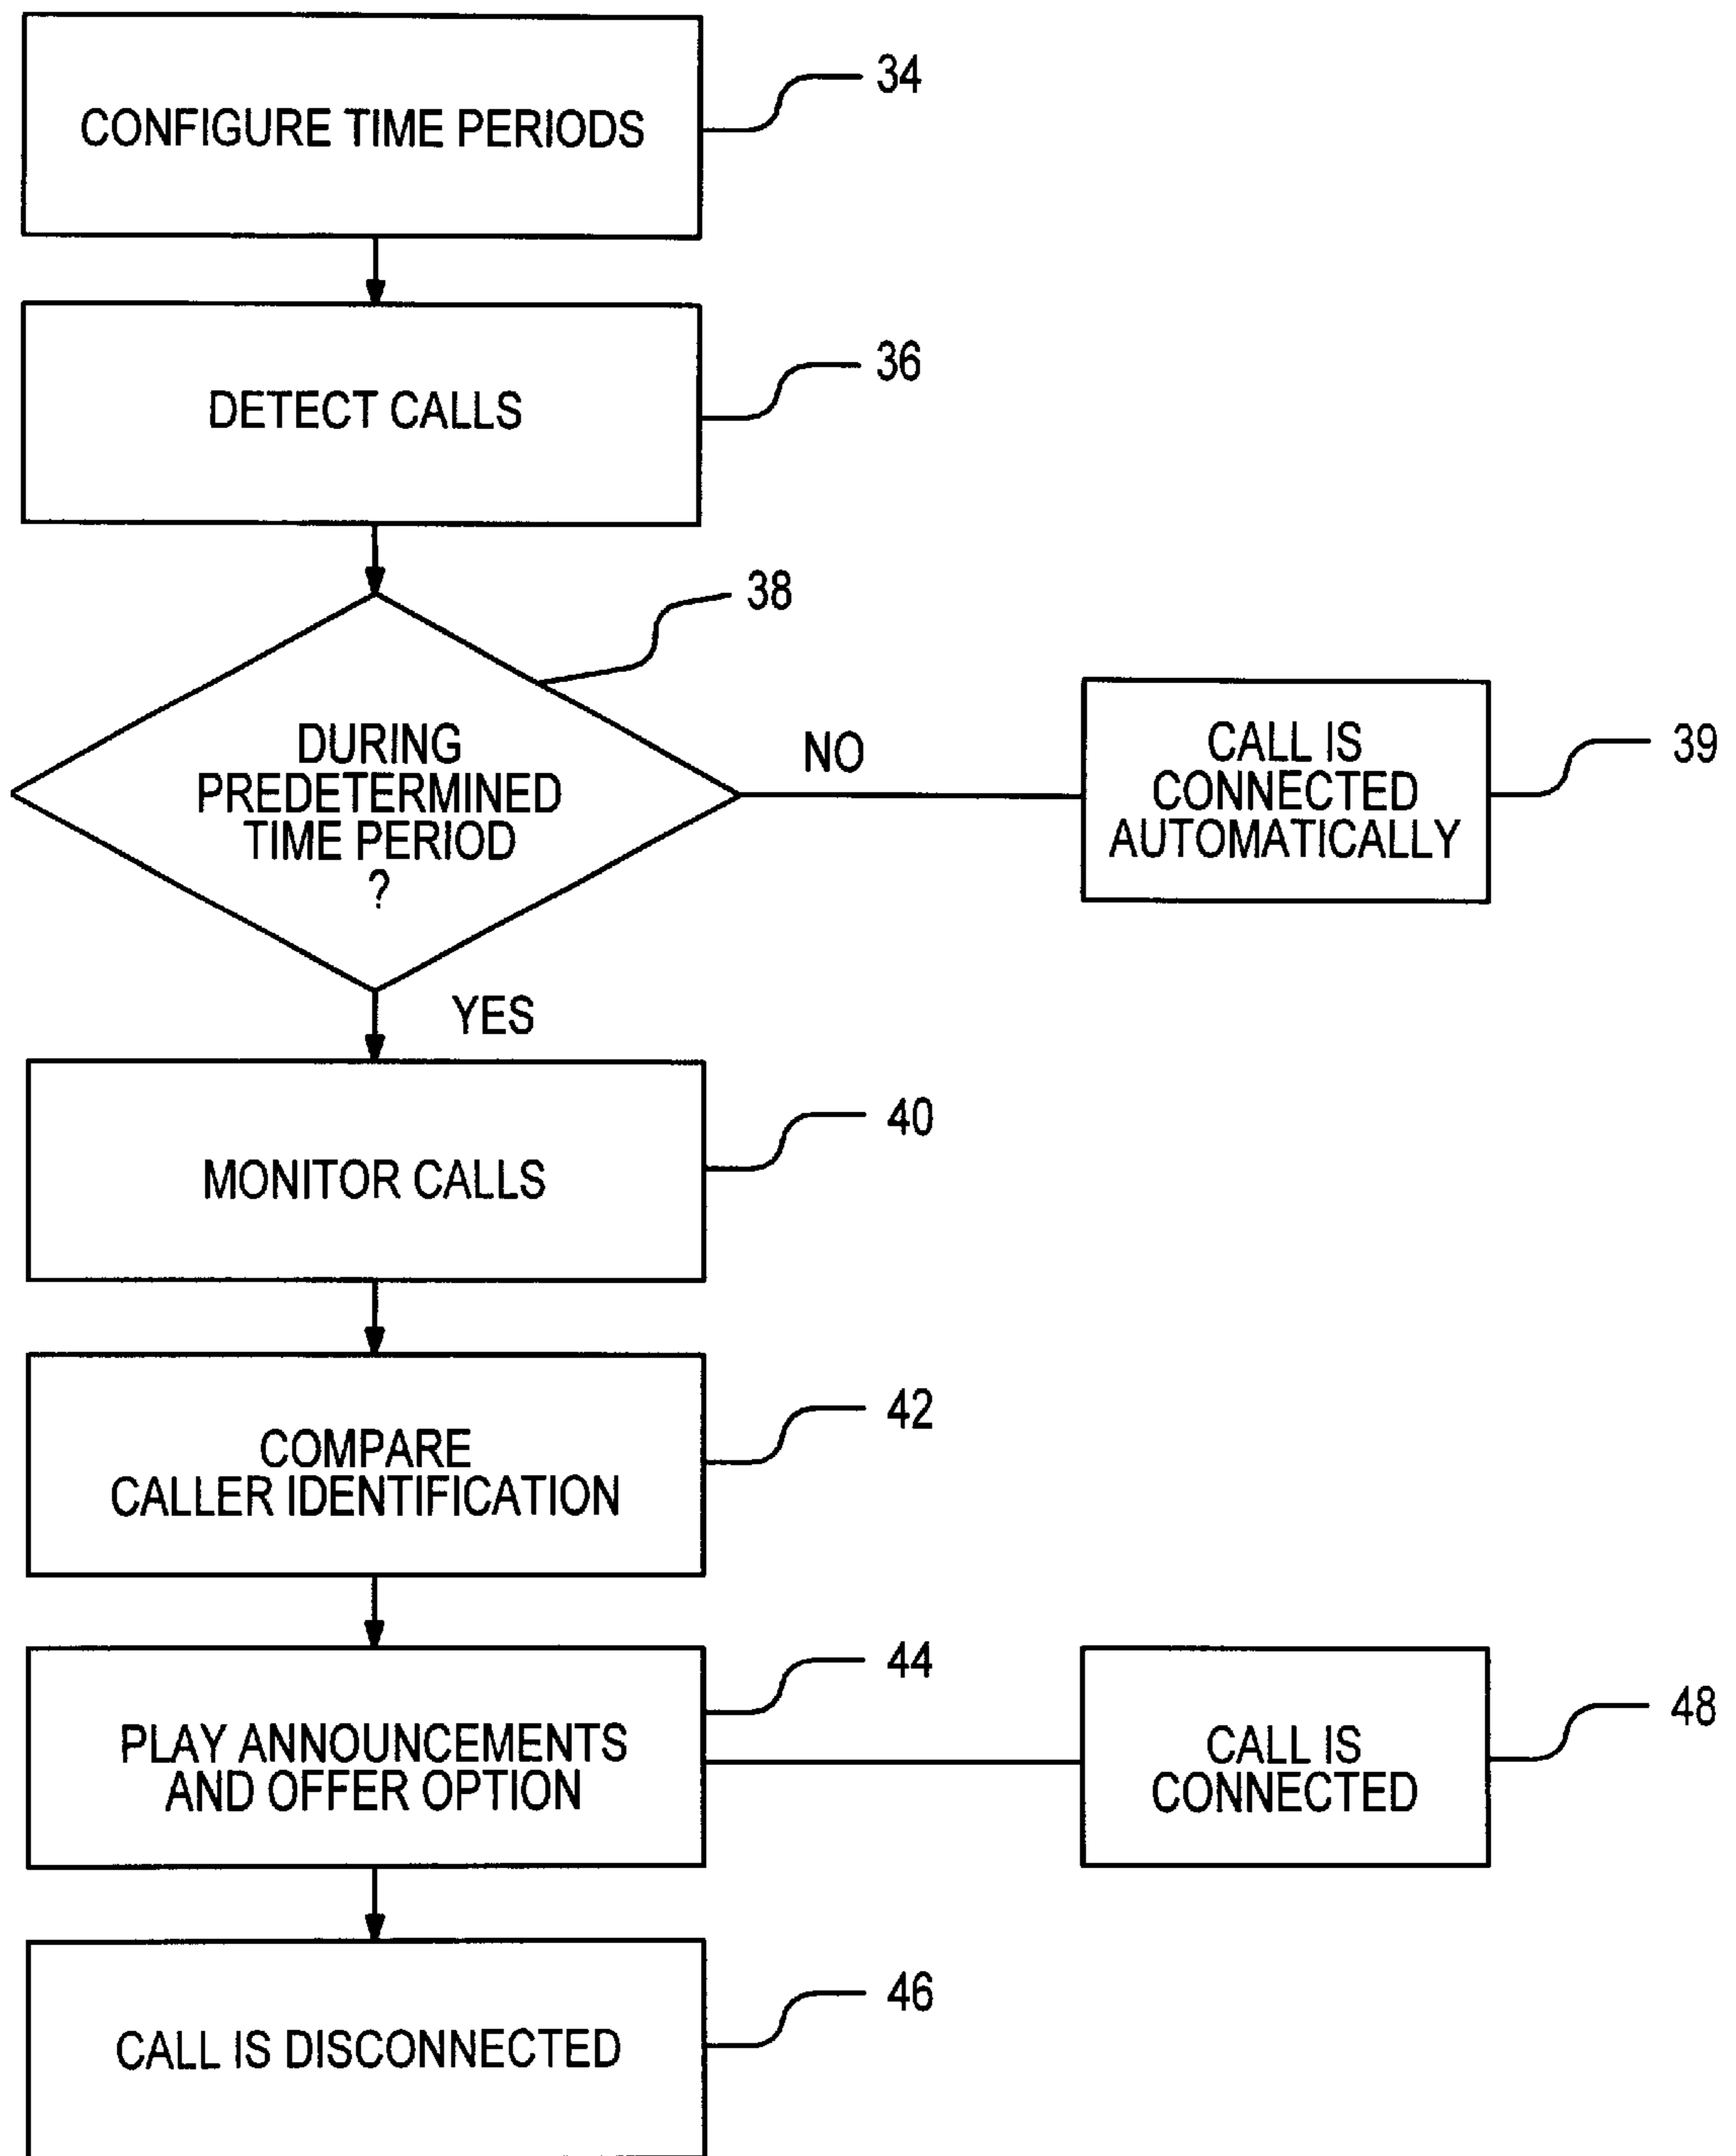 CONFIGURE TIME PERIODS
34
DETECT CALLS
36
38
DURING
PREDETERMINED
TIME PERIOD
?
NO
CALL IS
CONNECTED
AUTOMATICALLY
39
YES
MONITOR CALLS
40
COMPARE
CALLER IDENTIFICATION
42
PLAY ANNOUNCEMENTS
AND OFFER OPTION
44
CALL IS
CONNECTED
48
CALL IS DISCONNECTED
46